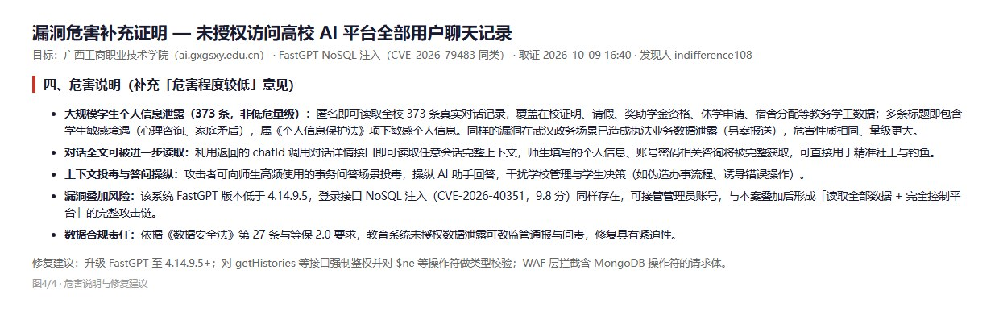 漏洞危害补充证明 — 未授权访问高校 AI 平台全部用户聊天记录
目标：广西工商职业技术学院（ai.gxgsxy.edu.cn） · FastGPT NoSQL 注入（CVE-2026-79483 同类） · 取证 2026-10-09 16:40 · 发现人 indifference108
四、危害说明（补充「危害程度较低」意见）
• 大规模学生个人信息泄露（373 条，非低危量级）：匿名即可读取全校 373 条真实对话记录，覆盖在校证明、请假、奖助学金资格、休学申请、宿舍分配等教务学工数据；多条标题即包含
学生敏感境遇（心理咨询、家庭矛盾），属《个人信息保护法》项下敏感个人信息。同样的漏洞在武汉政务场景已造成执法业务数据泄露（另案报送），危害性质相同、量级更大。
• 对话全文可被进一步读取：利用返回的 chatId 调用对话详情接口即可读取任意会话完整上下文，师生填写的个人信息、账号密码相关咨询将被完整获取，可直接用于精准社工与钓鱼。
• 上下文投毒与答问操纵：攻击者可向师生高频使用的事务问答场景投毒，操纵 AI 助手回答，干扰学校管理与学生决策（如伪造办事流程、诱导错误操作）。
• 漏洞叠加风险：该系统 FastGPT 版本低于 4.14.9.5，登录接口 NoSQL 注入（CVE-2026-40351，9.8 分）同样存在，可接管管理员账号，与本案叠加后形成「读取全部数据 + 完全控制平
台」的完整攻击链。
• 数据合规责任：依据《数据安全法》第 27 条与等保 2.0 要求，教育系统未授权数据泄露可致监管通报与问责，修复具有紧迫性。
修复建议：升级 FastGPT 至 4.14.9.5+；对 getHistories 等接口强制鉴权并对 $ne 等操作符做类型校验；WAF 层拦截含 MongoDB 操作符的请求体。
图4/4 · 危害说明与修复建议